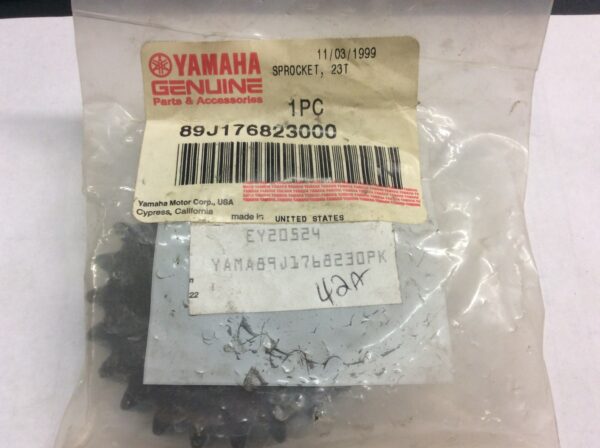 11/03/1999
YAMAHA
SPROCKET, 23T
GENUINE
Parts & Accessories
1PC
89J176823000
Yamaha Motor Corp., USA
Cypress, California
made in UNITED STATES
EY20524
YAMA89J1768230PK
22
42A